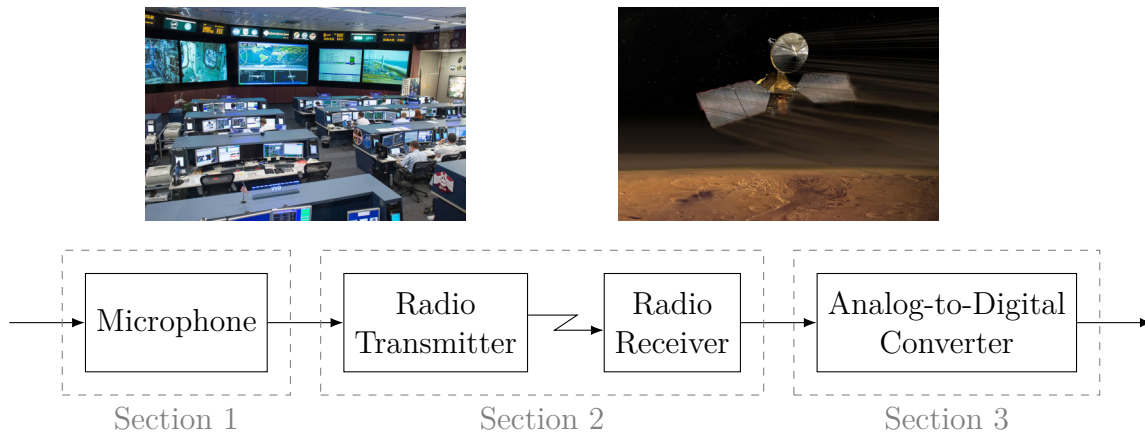 Microphone
Radio
Transmitter
Radio
Receiver
Analog-to-Digital
Converter
Section 1
Section 2
Section 3